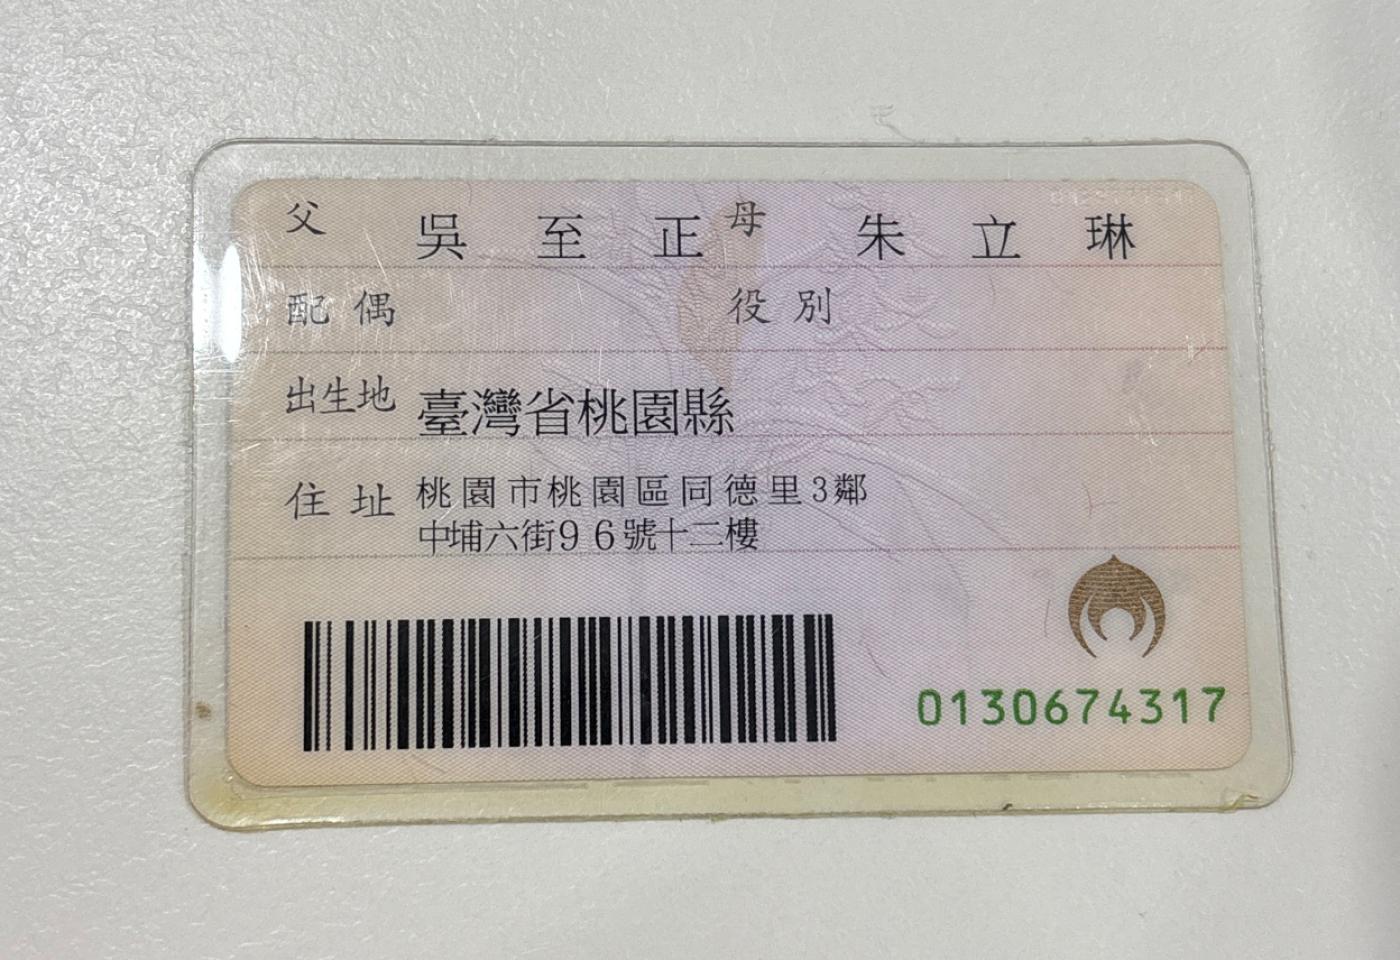 父 吳至正 母 朱立琳
配偶 役別
出生地 臺灣省桃園縣
住址 桃園市桃園區同德里3鄰
中埔六街96號十二樓
0130674317